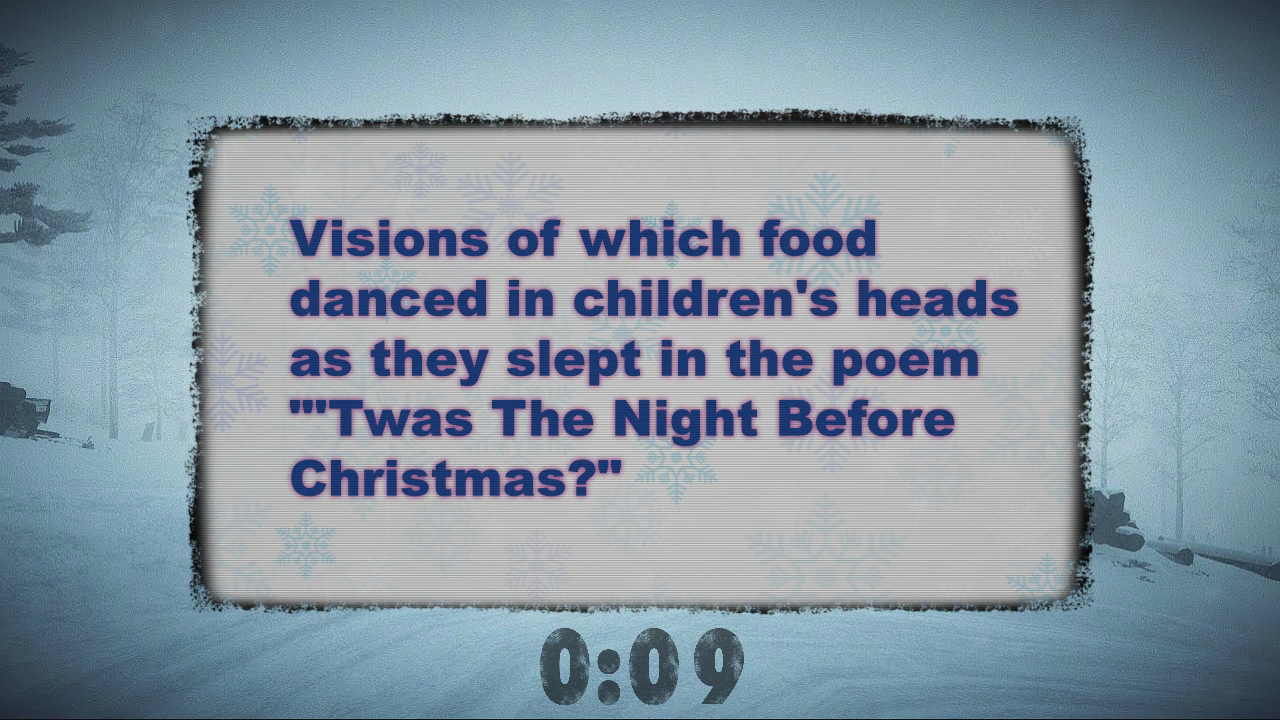 Visions of which food
danced in children's heads
as they slept in the poem
"'Twas The Night Before
Christmas?"
0:09